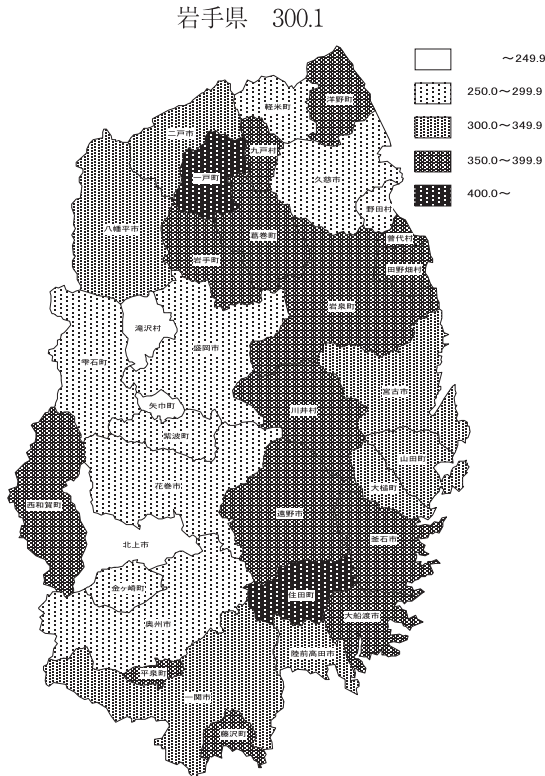 岩手県 300.1
～249.9
250.0～299.9
300.0～349.9
350.0～399.9
400.0～
洋野町
軽米町
二戸市
九戸村
一戸町
久慈市
野田村
八幡平市
葛巻町
普代村
岩手町
田野畑村
岩泉町
滝沢村
盛岡市
雫石町
宮古市
矢巾町
川井村
紫波町
山田町
花巻市
大槌町
西和賀町
遠野市
釜石市
北上市
金ヶ崎町
住田町
大船渡市
奥州市
陸前高田市
平泉町
一関市
藤沢町